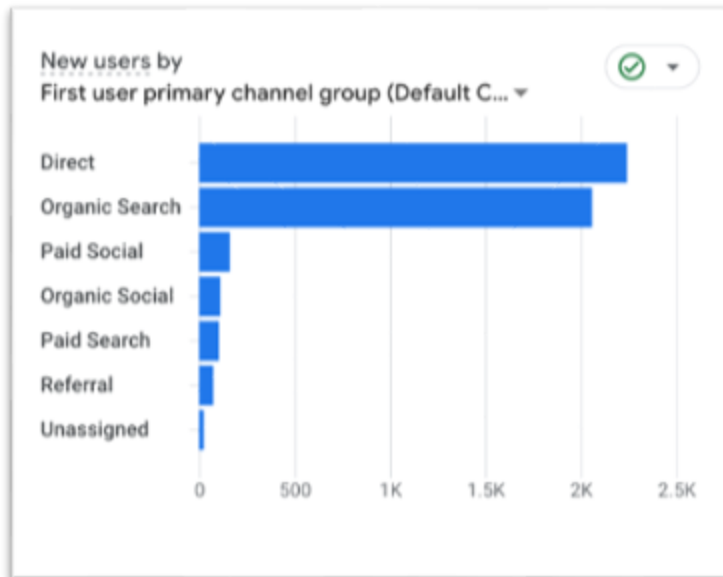 New users by
First user primary channel group (Default C...
Direct
Organic Search
Paid Social
Organic Social
Paid Search
Referral
Unassigned
0 500 1K 1.5K 2K 2.5K